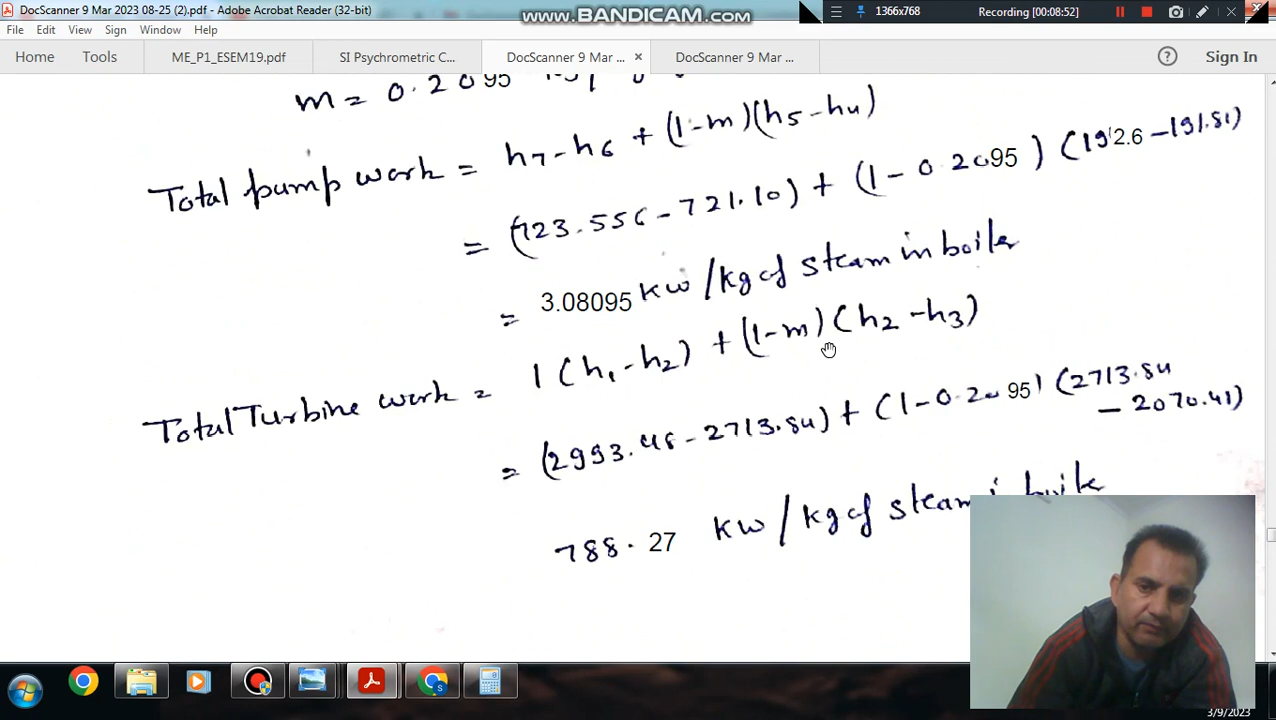 DocScanner 9 Mar 2023 08-25 (2).pdf - Adobe Acrobat Reader (32-bit)
www.BANDICAM.com
1366x768
Recording [00:08:52]
File Edit View Sign Window Help
Home Tools ME_P1_ESEM19.pdf SI Psychrometric C... DocScanner 9 Mar ... × DocScanner 9 Mar ... Sign In
m = 0.2095
Total pump work = h7-h6 + (1-m)(h5-h4)
= (723.556-721.10) + (1-0.2095) (192.6-191.81)
= 3.08095 kw/kg of steam in boiler
Total Turbine work = 1(h1-h2) + (1-m)(h2-h3)
= (2993.48-2713.84) + (1-0.2095) (2713.84
- 2070.41)
788.27 kw/kg of steam
3/9/2023